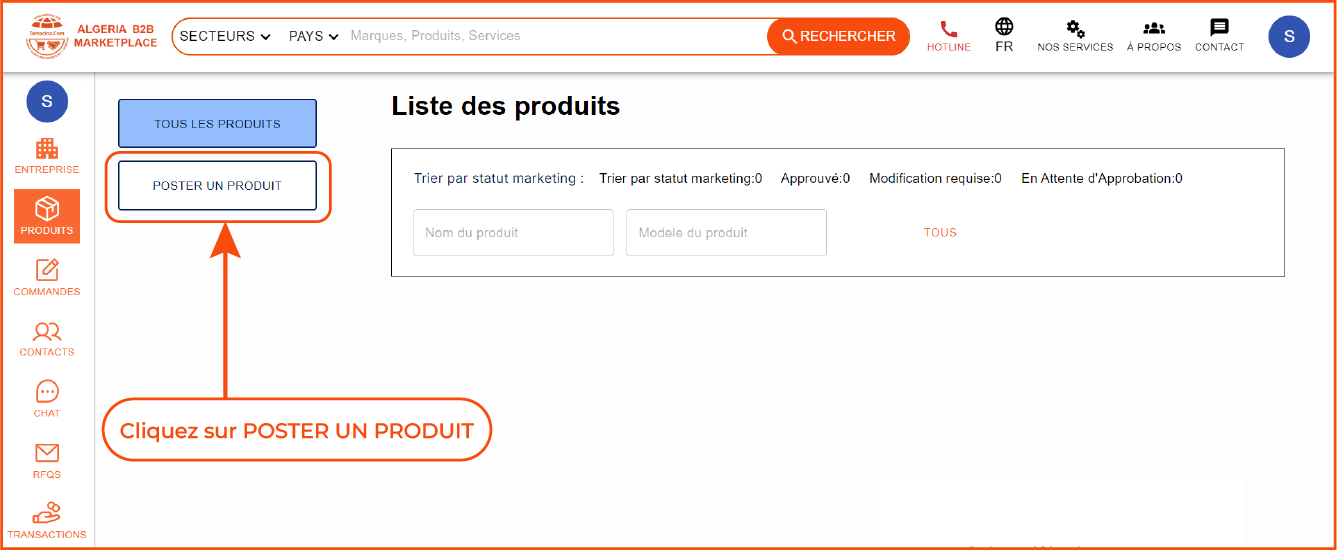 Tamacine.Com
ALGERIA B2B
MARKETPLACE
SECTEURS
PAYS
Marques, Produits, Services
RECHERCHER
HOTLINE
FR
NOS SERVICES
À PROPOS
CONTACT
S
S
ENTREPRISE
PRODUITS
COMMANDES
CONTACTS
CHAT
RFQS
TRANSACTIONS
TOUS LES PRODUITS
POSTER UN PRODUIT
Cliquez sur POSTER UN PRODUIT
Liste des produits
Trier par statut marketing : Trier par statut marketing:0 Approuvé:0 Modification requise:0 En Attente d'Approbation:0
Nom du produit
Modele du produit
TOUS